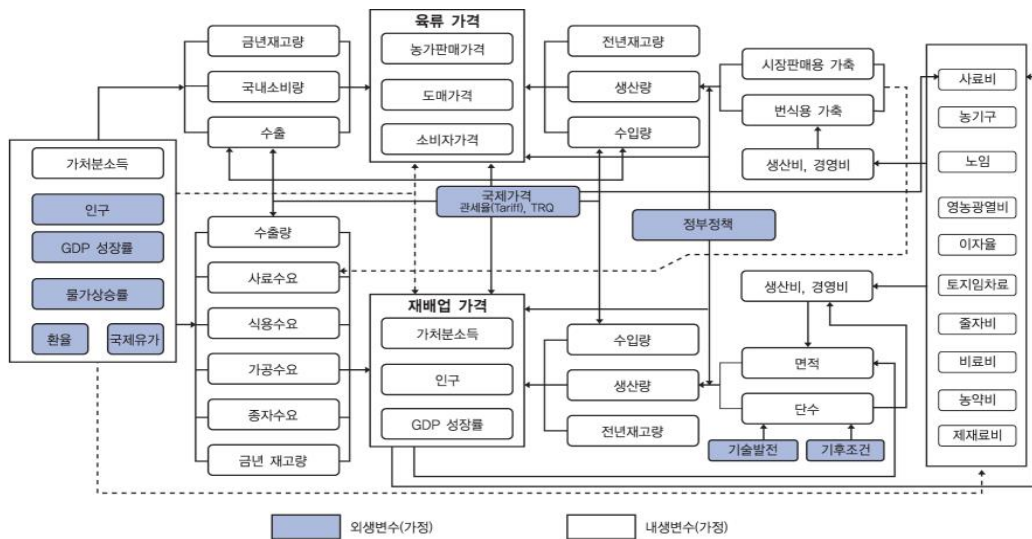 육류 가격
금년재고량
국내소비량
수출
농가판매가격
도매가격
소비자가격
전년재고량
생산량
수입량
시장판매용 가축
번식용 가축
생산비, 경영비
사료비
농기구
노임
영농광열비
이자율
토지임차료
줄자비
비료비
농약비
제재료비
가처분소득
인구
GDP 성장률
물가상승률
환율
국제유가
국제가격
관세율(Tariff), TRQ
정부정책
수출량
사료수요
식용수요
가공수요
종자수요
금년 재고량
재배업 가격
가처분소득
인구
GDP 성장률
수입량
생산량
전년재고량
생산비, 경영비
면적
단수
기술발전
기후조건
외생변수(가정)
내생변수(가정)